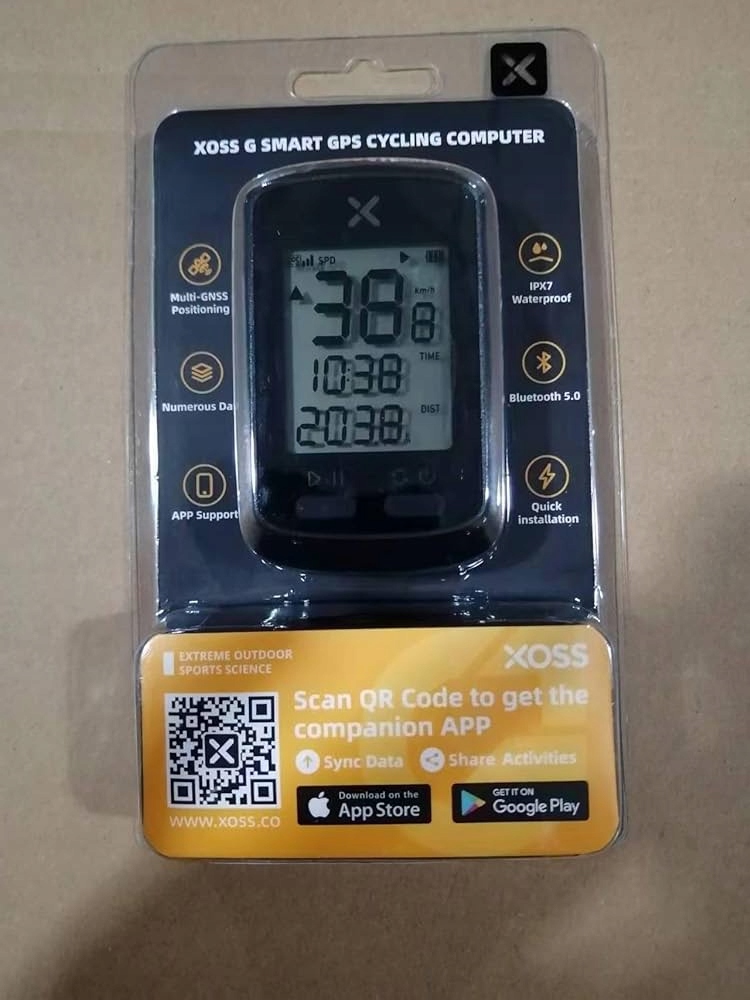 XOSS G SMART GPS CYCLING COMPUTER
SPD
km/h
38.8
TIME
10:38
DIST
203.8
Multi-GNSS
Positioning
Numerous Da
APP Support
IPX7
Waterproof
Bluetooth 5.0
Quick
installation
EXTREME OUTDOOR
SPORTS SCIENCE
XOSS
Scan QR Code to get the
companion APP
Sync Data
Share Activities
WWW.XOSS.CO
Download on the
App Store
GET IT ON
Google Play